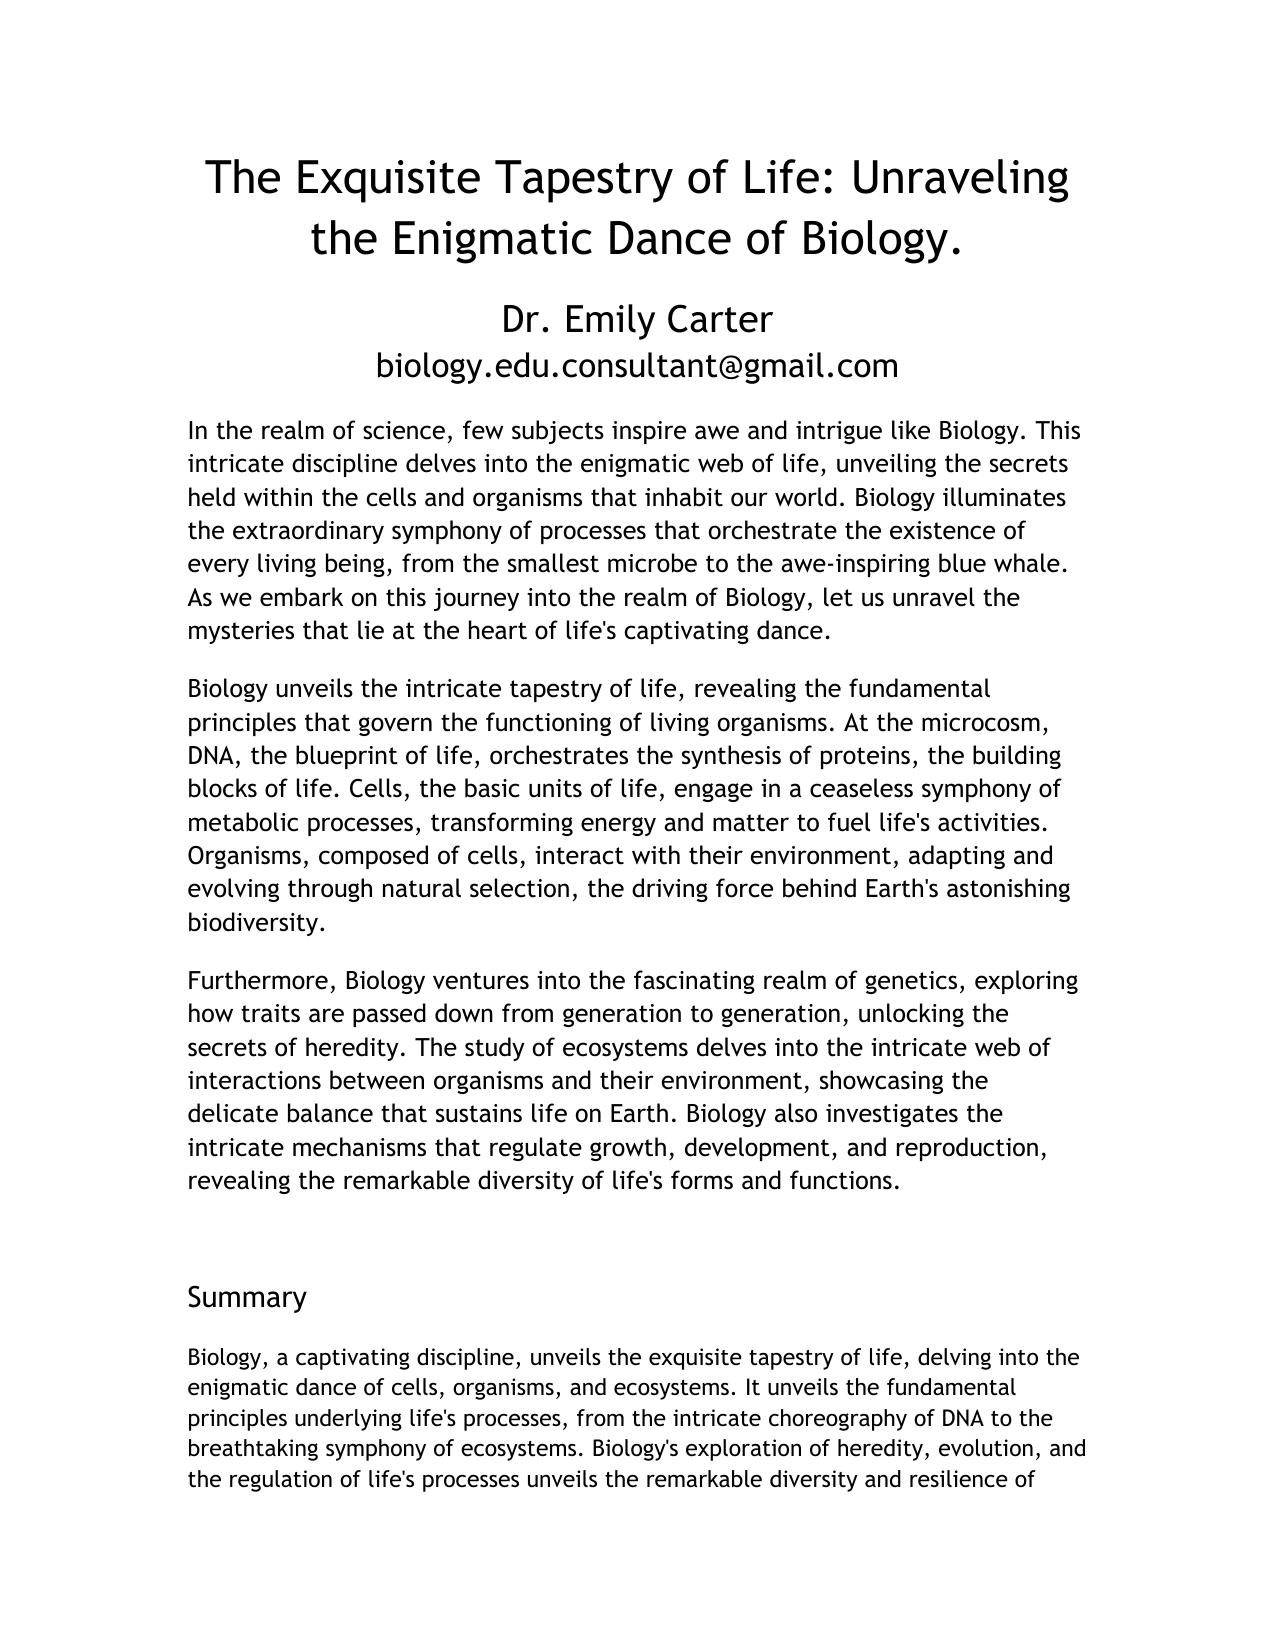 The Exquisite Tapestry of Life: Unraveling
the Enigmatic Dance of Biology.
Dr. Emily Carter
biology.edu.consultant@gmail.com
In the realm of science, few subjects inspire awe and intrigue like Biology. This
intricate discipline delves into the enigmatic web of life, unveiling the secrets
held within the cells and organisms that inhabit our world. Biology illuminates
the extraordinary symphony of processes that orchestrate the existence of
every living being, from the smallest microbe to the awe-inspiring blue whale.
As we embark on this journey into the realm of Biology, let us unravel the
mysteries that lie at the heart of life's captivating dance.
Biology unveils the intricate tapestry of life, revealing the fundamental
principles that govern the functioning of living organisms. At the microcosm,
DNA, the blueprint of life, orchestrates the synthesis of proteins, the building
blocks of life. Cells, the basic units of life, engage in a ceaseless symphony of
metabolic processes, transforming energy and matter to fuel life's activities.
Organisms, composed of cells, interact with their environment, adapting and
evolving through natural selection, the driving force behind Earth's astonishing
biodiversity.
Furthermore, Biology ventures into the fascinating realm of genetics, exploring
how traits are passed down from generation to generation, unlocking the
secrets of heredity. The study of ecosystems delves into the intricate web of
interactions between organisms and their environment, showcasing the
delicate balance that sustains life on Earth. Biology also investigates the
intricate mechanisms that regulate growth, development, and reproduction,
revealing the remarkable diversity of life's forms and functions.
Summary
Biology, a captivating discipline, unveils the exquisite tapestry of life, delving into the
enigmatic dance of cells, organisms, and ecosystems. It unveils the fundamental
principles underlying life's processes, from the intricate choreography of DNA to the
breathtaking symphony of ecosystems. Biology's exploration of heredity, evolution, and
the regulation of life's processes unveils the remarkable diversity and resilience of